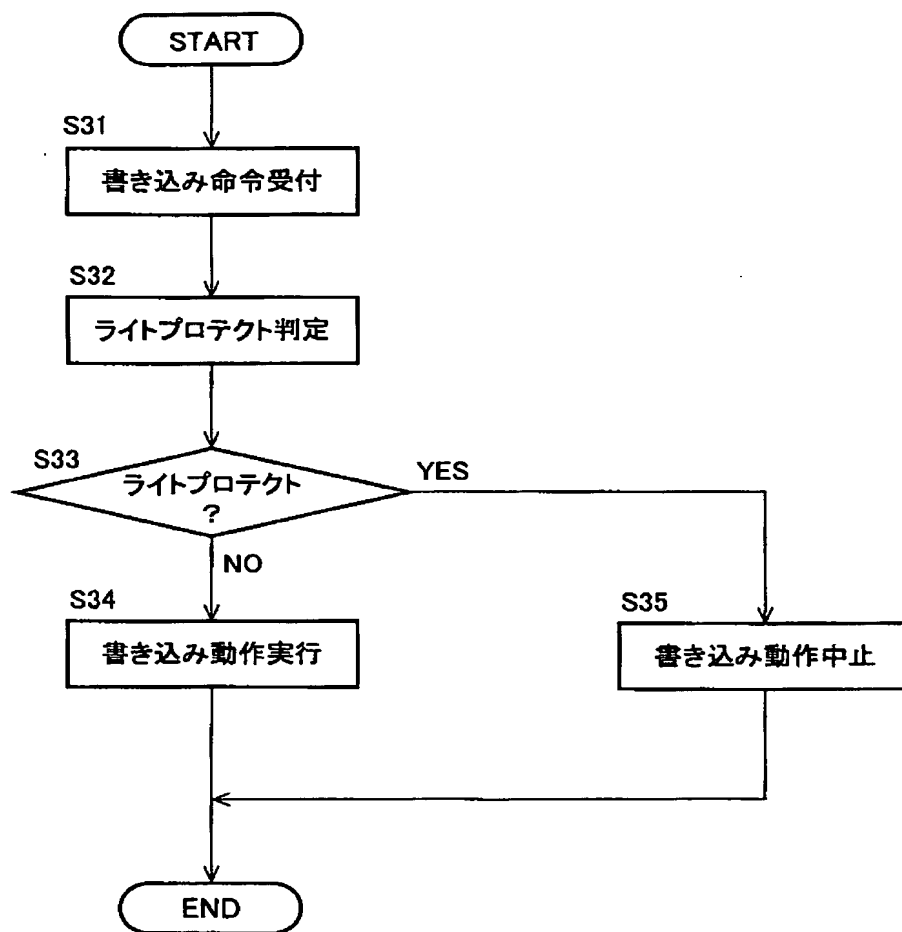 START
S31
書き込み命令受付
S32
ライトプロテクト判定
S33
ライトプロテクト
?
YES
NO
S34
書き込み動作実行
S35
書き込み動作中止
END